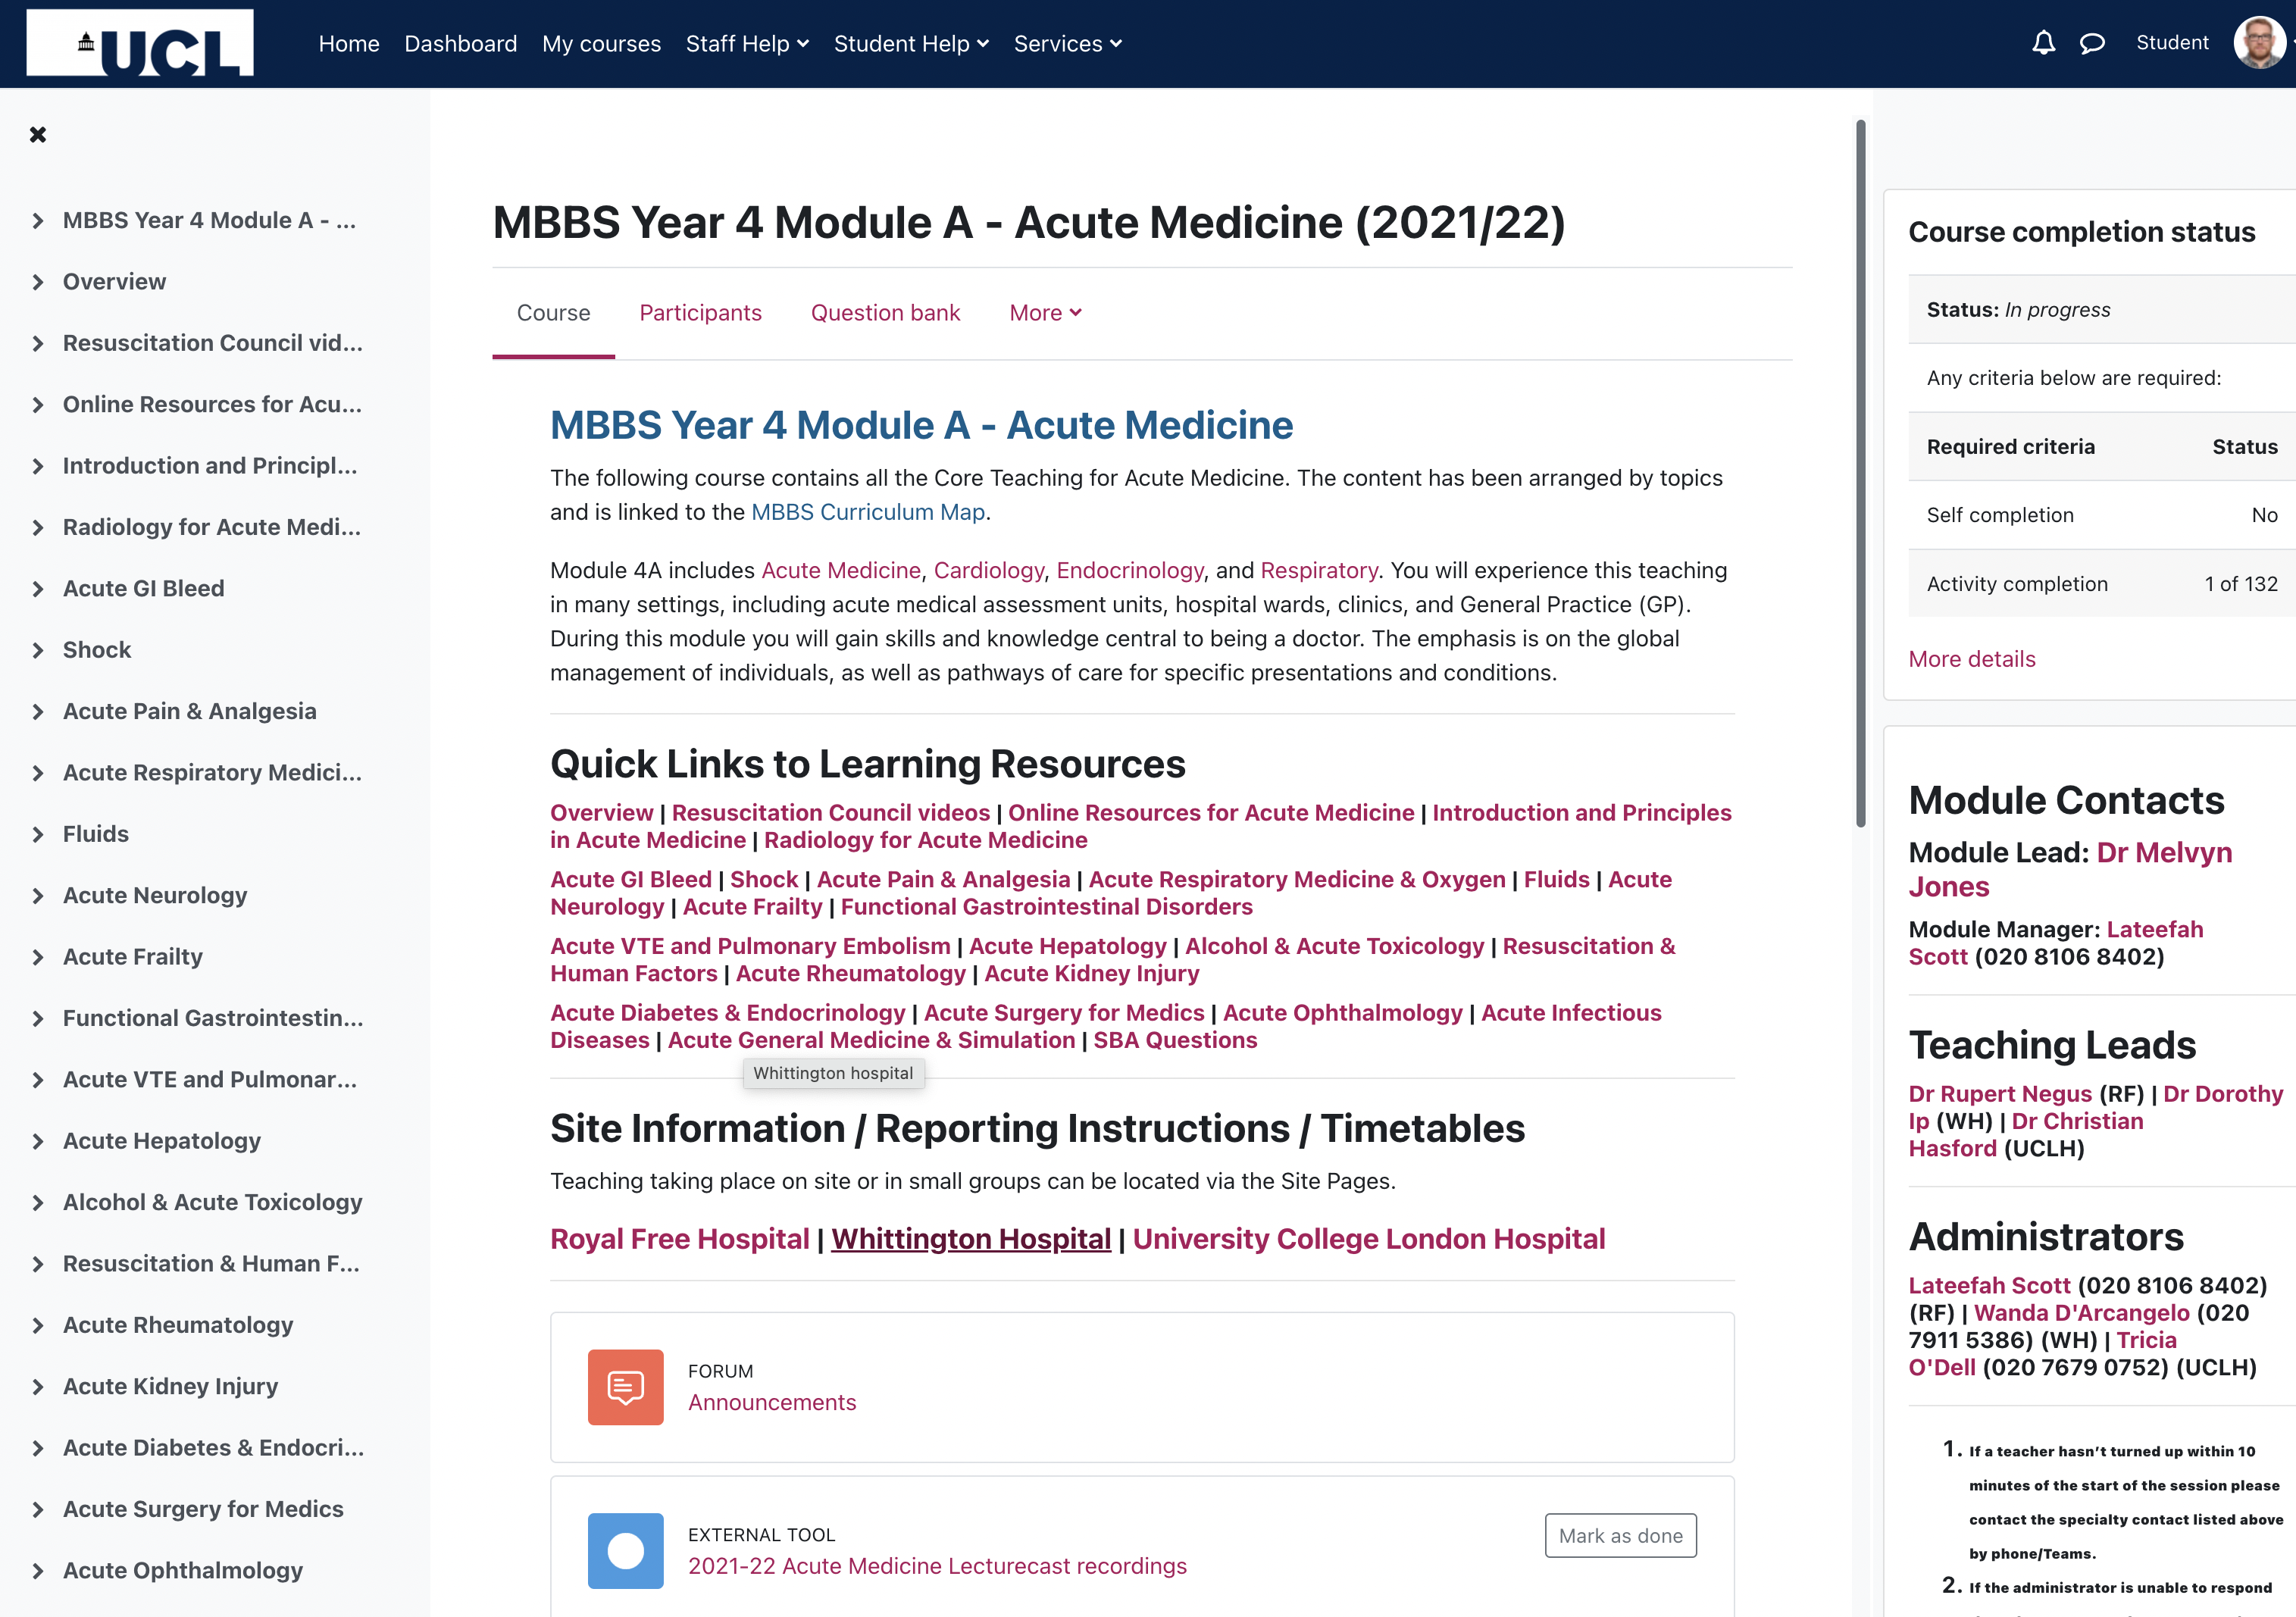 UCL
Home Dashboard My courses Staff Help Student Help Services
Student
MBBS Year 4 Module A - ...
Overview
Resuscitation Council vid...
Online Resources for Acu...
Introduction and Principl...
Radiology for Acute Medi...
Acute GI Bleed
Shock
Acute Pain & Analgesia
Acute Respiratory Medici...
Fluids
Acute Neurology
Acute Frailty
Functional Gastrointestin...
Acute VTE and Pulmonar...
Acute Hepatology
Alcohol & Acute Toxicology
Resuscitation & Human F...
Acute Rheumatology
Acute Kidney Injury
Acute Diabetes & Endocri...
Acute Surgery for Medics
Acute Ophthalmology
MBBS Year 4 Module A - Acute Medicine (2021/22)
Course Participants Question bank More
MBBS Year 4 Module A - Acute Medicine
The following course contains all the Core Teaching for Acute Medicine. The content has been arranged by topics
and is linked to the MBBS Curriculum Map.
Module 4A includes Acute Medicine, Cardiology, Endocrinology, and Respiratory. You will experience this teaching
in many settings, including acute medical assessment units, hospital wards, clinics, and General Practice (GP).
During this module you will gain skills and knowledge central to being a doctor. The emphasis is on the global
management of individuals, as well as pathways of care for specific presentations and conditions.
Quick Links to Learning Resources
Overview | Resuscitation Council videos | Online Resources for Acute Medicine | Introduction and Principles
in Acute Medicine | Radiology for Acute Medicine
Acute GI Bleed | Shock | Acute Pain & Analgesia | Acute Respiratory Medicine & Oxygen | Fluids | Acute
Neurology | Acute Frailty | Functional Gastrointestinal Disorders
Acute VTE and Pulmonary Embolism | Acute Hepatology | Alcohol & Acute Toxicology | Resuscitation &
Human Factors | Acute Rheumatology | Acute Kidney Injury
Acute Diabetes & Endocrinology | Acute Surgery for Medics | Acute Ophthalmology | Acute Infectious
Diseases | Acute General Medicine & Simulation | SBA Questions
Whittington hospital
Site Information / Reporting Instructions / Timetables
Teaching taking place on site or in small groups can be located via the Site Pages.
Royal Free Hospital | Whittington Hospital | University College London Hospital
FORUM
Announcements
EXTERNAL TOOL
2021-22 Acute Medicine Lecturecast recordings
Mark as done
Course completion status
Status: In progress
Any criteria below are required:
Required criteria Status
Self completion No
Activity completion 1 of 132
More details
Module Contacts
Module Lead: Dr Melvyn
Jones
Module Manager: Lateefah
Scott (020 8106 8402)
Teaching Leads
Dr Rupert Negus (RF) | Dr Dorothy
Ip (WH) | Dr Christian
Hasford (UCLH)
Administrators
Lateefah Scott (020 8106 8402)
(RF) | Wanda D'Arcangelo (020
7911 5386) (WH) | Tricia
O'Dell (020 7679 0752) (UCLH)
1. If a teacher hasn’t turned up within 10
minutes of the start of the session please
contact the specialty contact listed above
by phone/Teams.
2. If the administrator is unable to respond